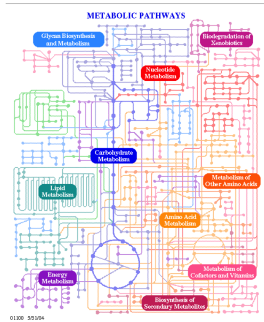 METABOLIC PATHWAYS
Glycan Biosynthesis
and Metabolism
Biodegradation of
Xenobiotics
Nucleotide
Metabolism
Carbohydrate
Metabolism
Metabolism of
Other Amino Acids
Lipid
Metabolism
Amino Acid
Metabolism
Metabolism of
Cofactors and Vitamins
Energy
Metabolism
Biosynthesis of
Secondary Metabolites
01100 5/31/04